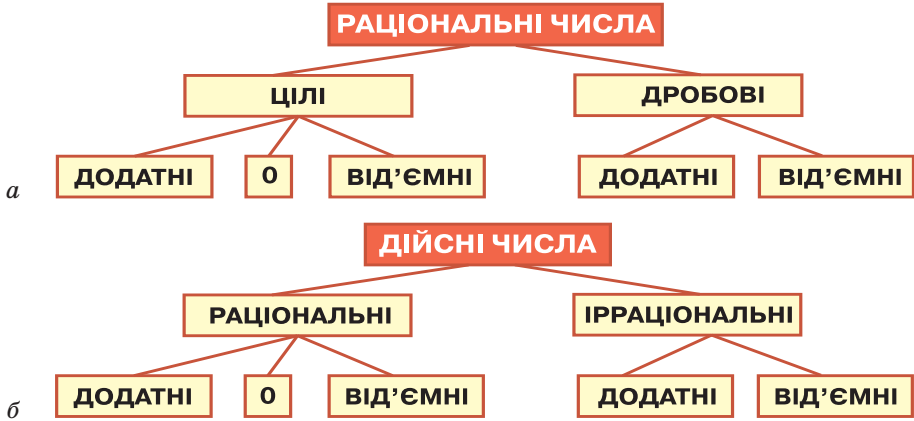 РАЦІОНАЛЬНІ ЧИСЛА
ЦІЛІ ДРОБОВІ
а ДОДАТНІ 0 ВІД’ЄМНІ ДОДАТНІ ВІД’ЄМНІ
ДІЙСНІ ЧИСЛА
РАЦІОНАЛЬНІ ІРРАЦІОНАЛЬНІ
б ДОДАТНІ 0 ВІД’ЄМНІ ДОДАТНІ ВІД’ЄМНІ